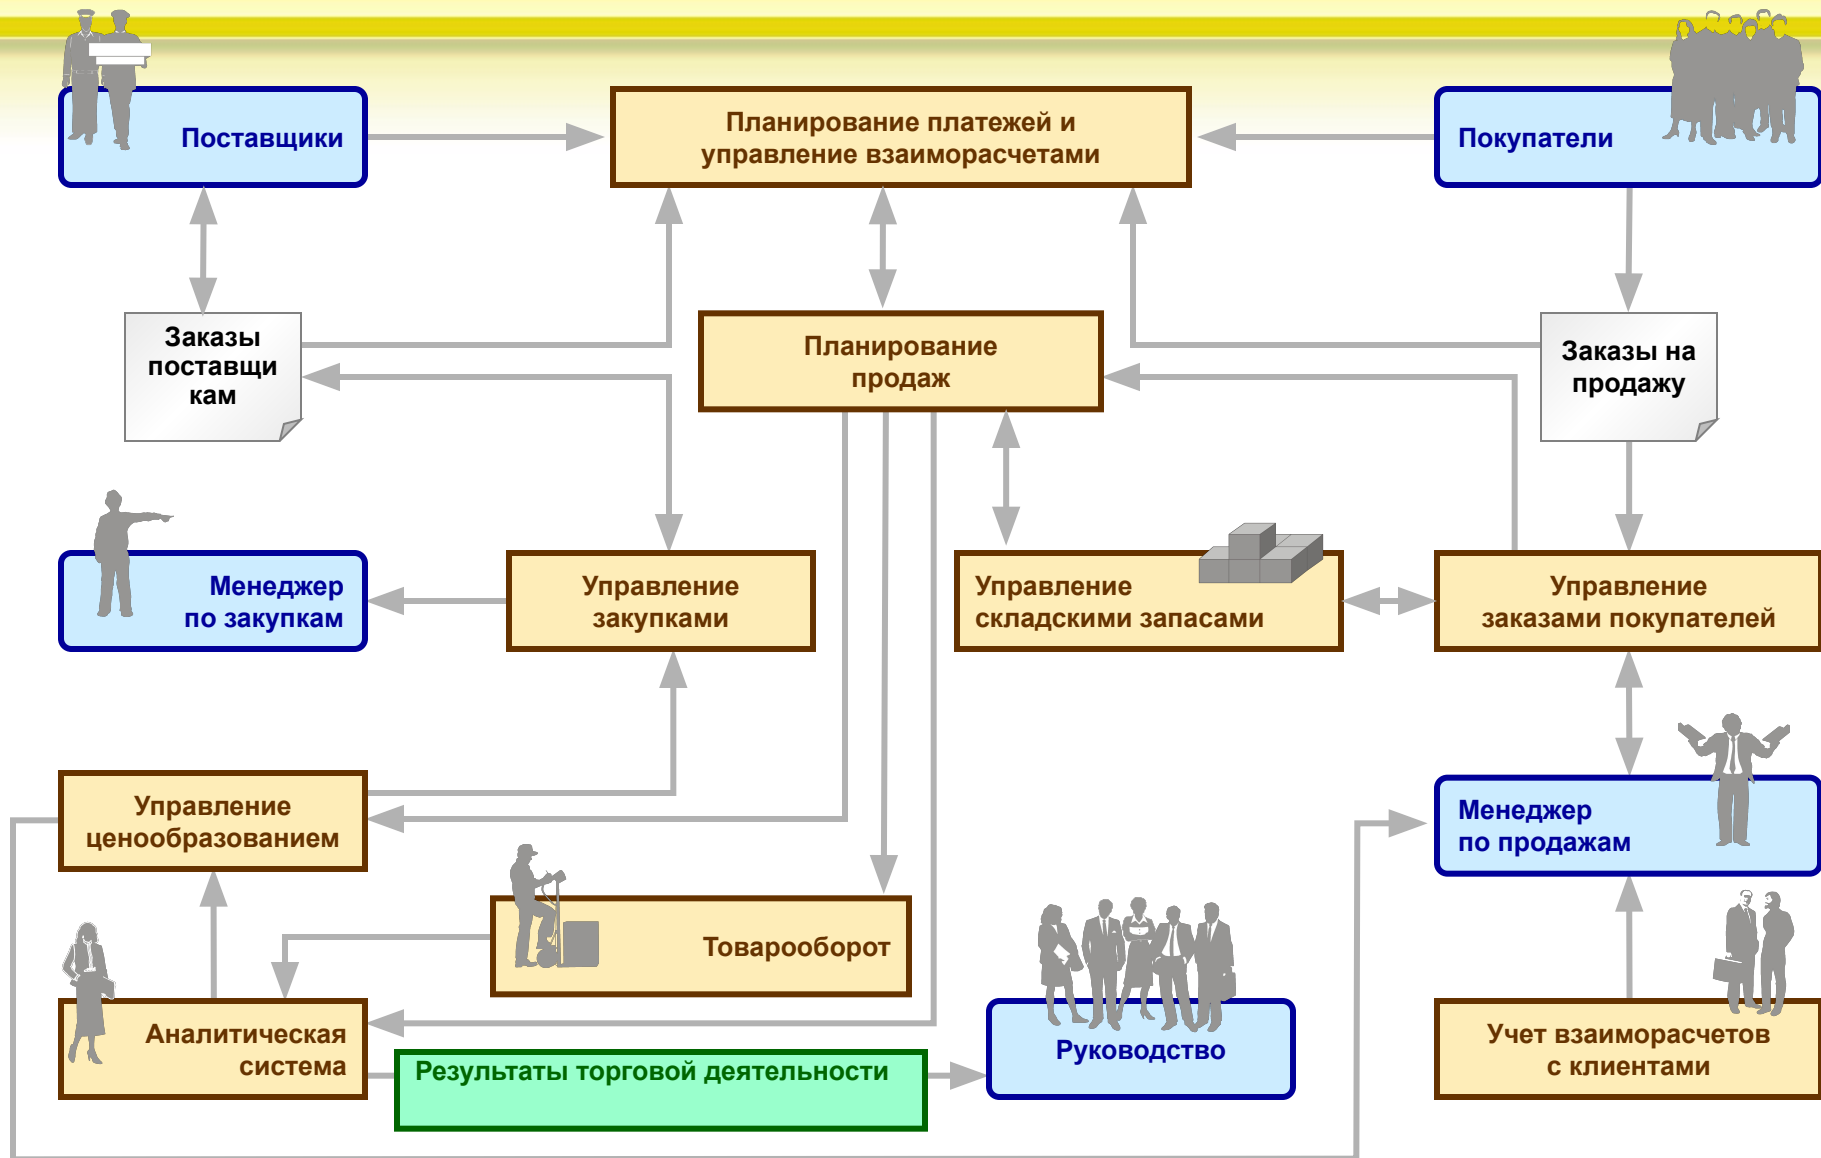 Поставщики
Планирование платежей и
управление взаиморасчетами
Покупатели
Заказы
поставщи
кам
Планирование
продаж
Заказы на
продажу
Менеджер
по закупкам
Управление
закупками
Управление
складскими запасами
Управление
заказами покупателей
Управление
ценообразованием
Менеджер
по продажам
Товарооборот
Аналитическая
система
Результаты торговой деятельности
Руководство
Учет взаиморасчетов
с клиентами